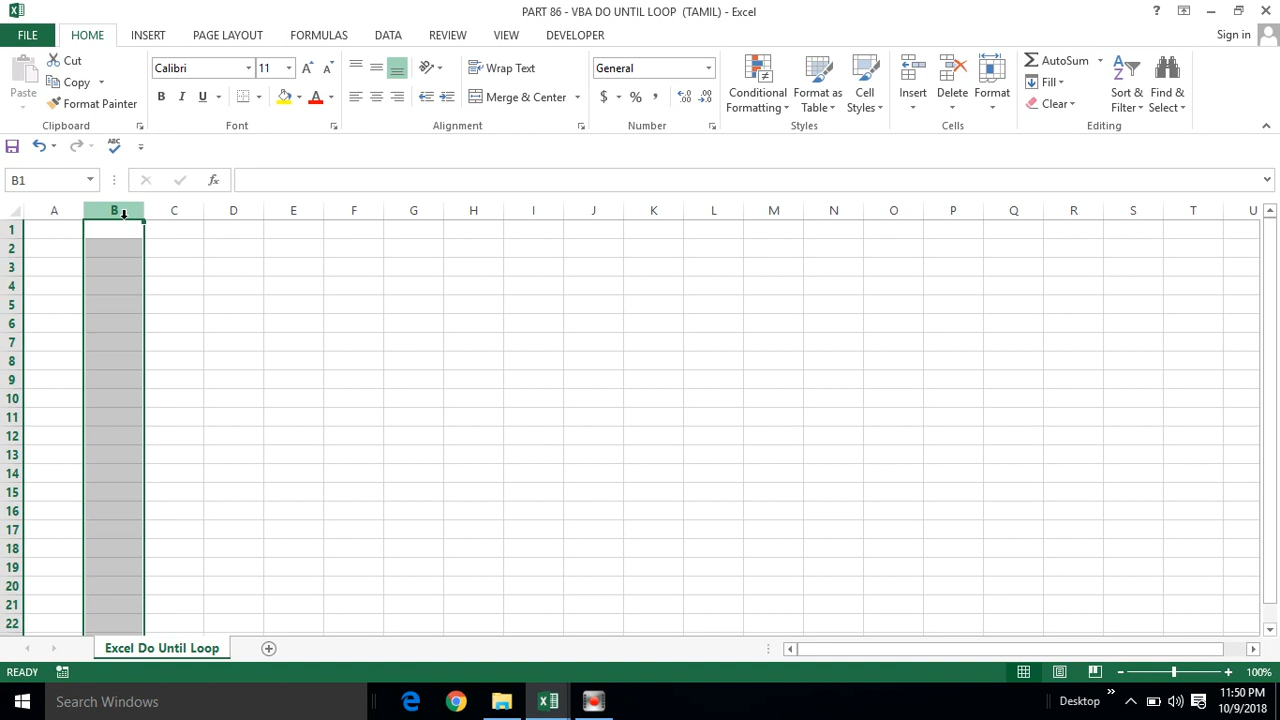 PART 86 - VBA DO UNTIL LOOP (TAMIL) - Excel
?
FILE HOME INSERT PAGE LAYOUT FORMULAS DATA REVIEW VIEW DEVELOPER Sign in
Paste Cut
Copy
Format Painter
Clipboard
Calibri 11 A A
B I U A
Font
Wrap Text
Merge & Center
Alignment
General
$ % ,
Number
Conditional Formatting
Format as Table
Cell Styles
Styles
Insert Delete Format
Cells
AutoSum
Fill
Clear
Sort & Filter
Find & Select
Editing
ABC
B1 fx
A B C D E F G H I J K L M N O P Q R S T U
1
2
3
4
5
6
7
8
9
10
11
12
13
14
15
16
17
18
19
20
21
22
Excel Do Until Loop
READY 100%
Search Windows Desktop 11:50 PM
10/9/2018